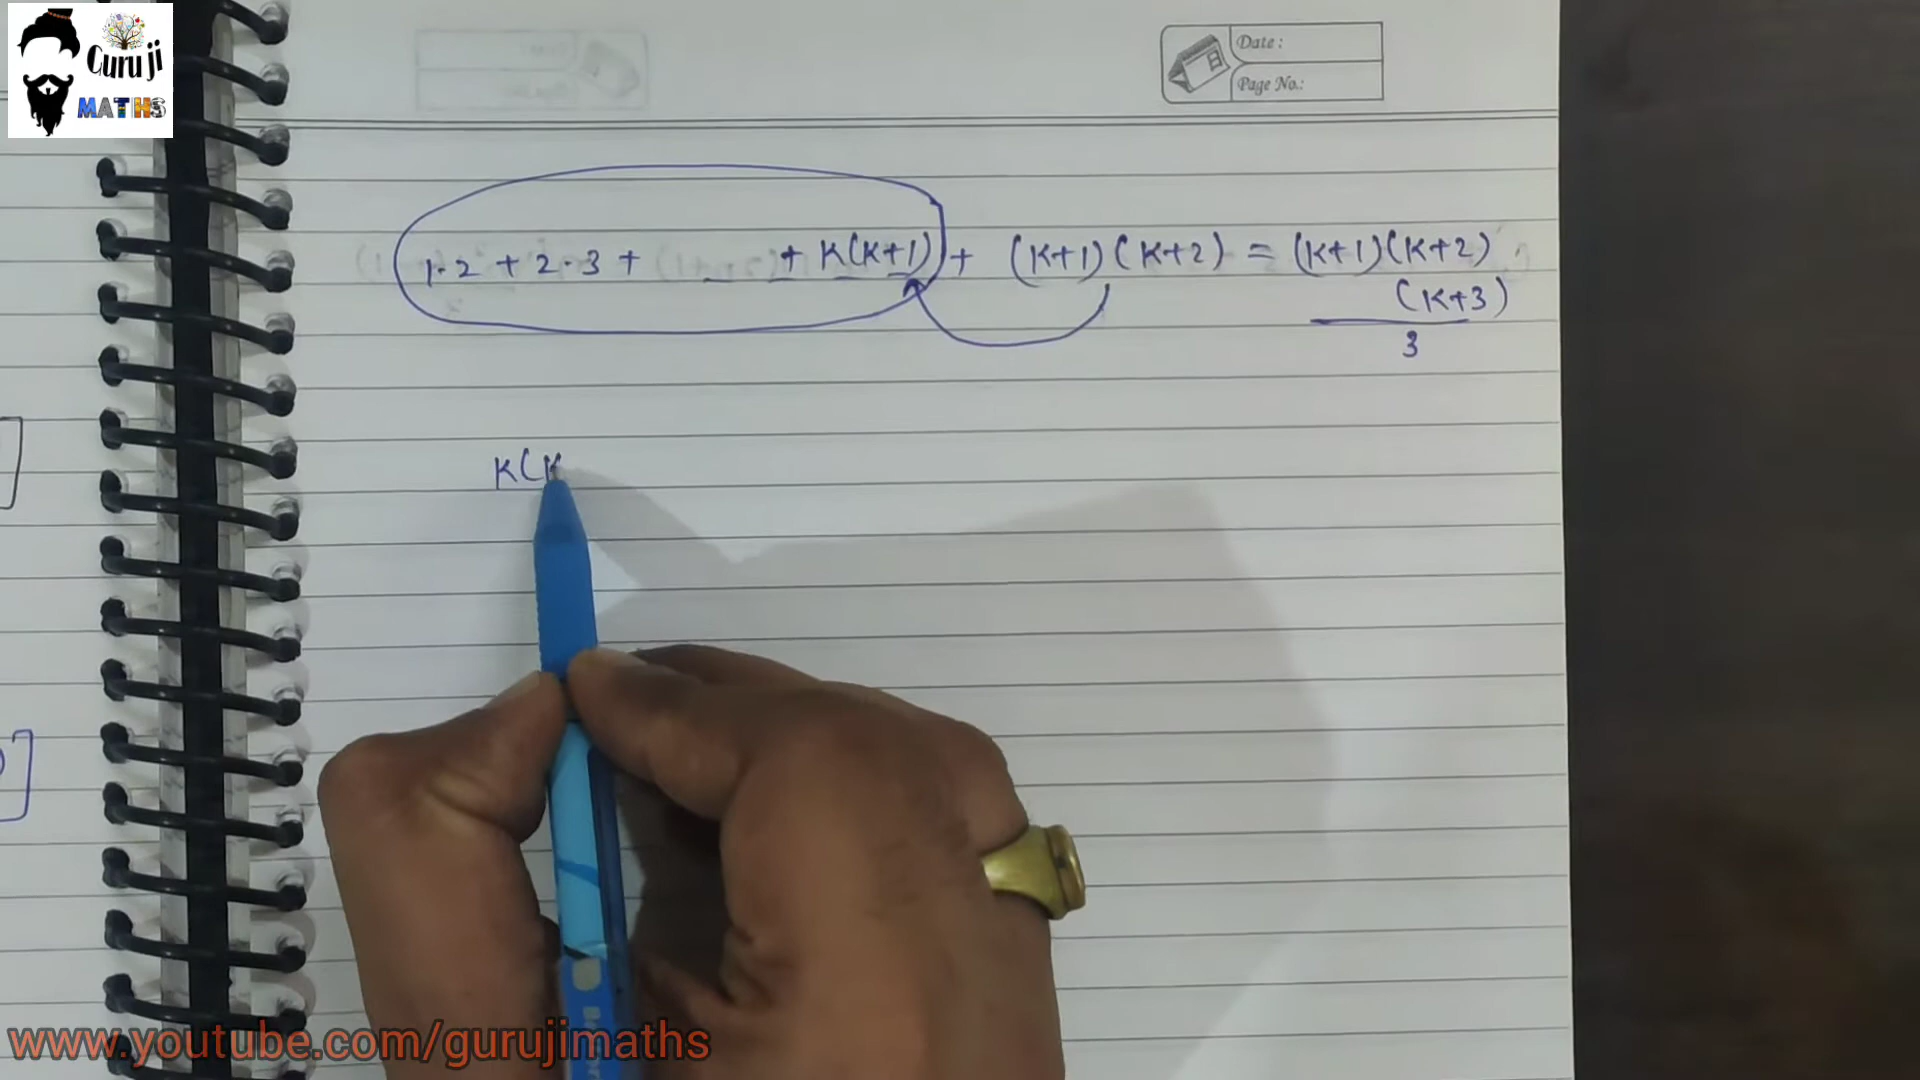 Guru ji
MATHS
Date :
Page No.:
1·2 + 2·3 + _ _ + K(K+1) + (K+1)(K+2) = (K+1)(K+2)
(K+3)
3
K(K
www.youtube.com/gurujimaths